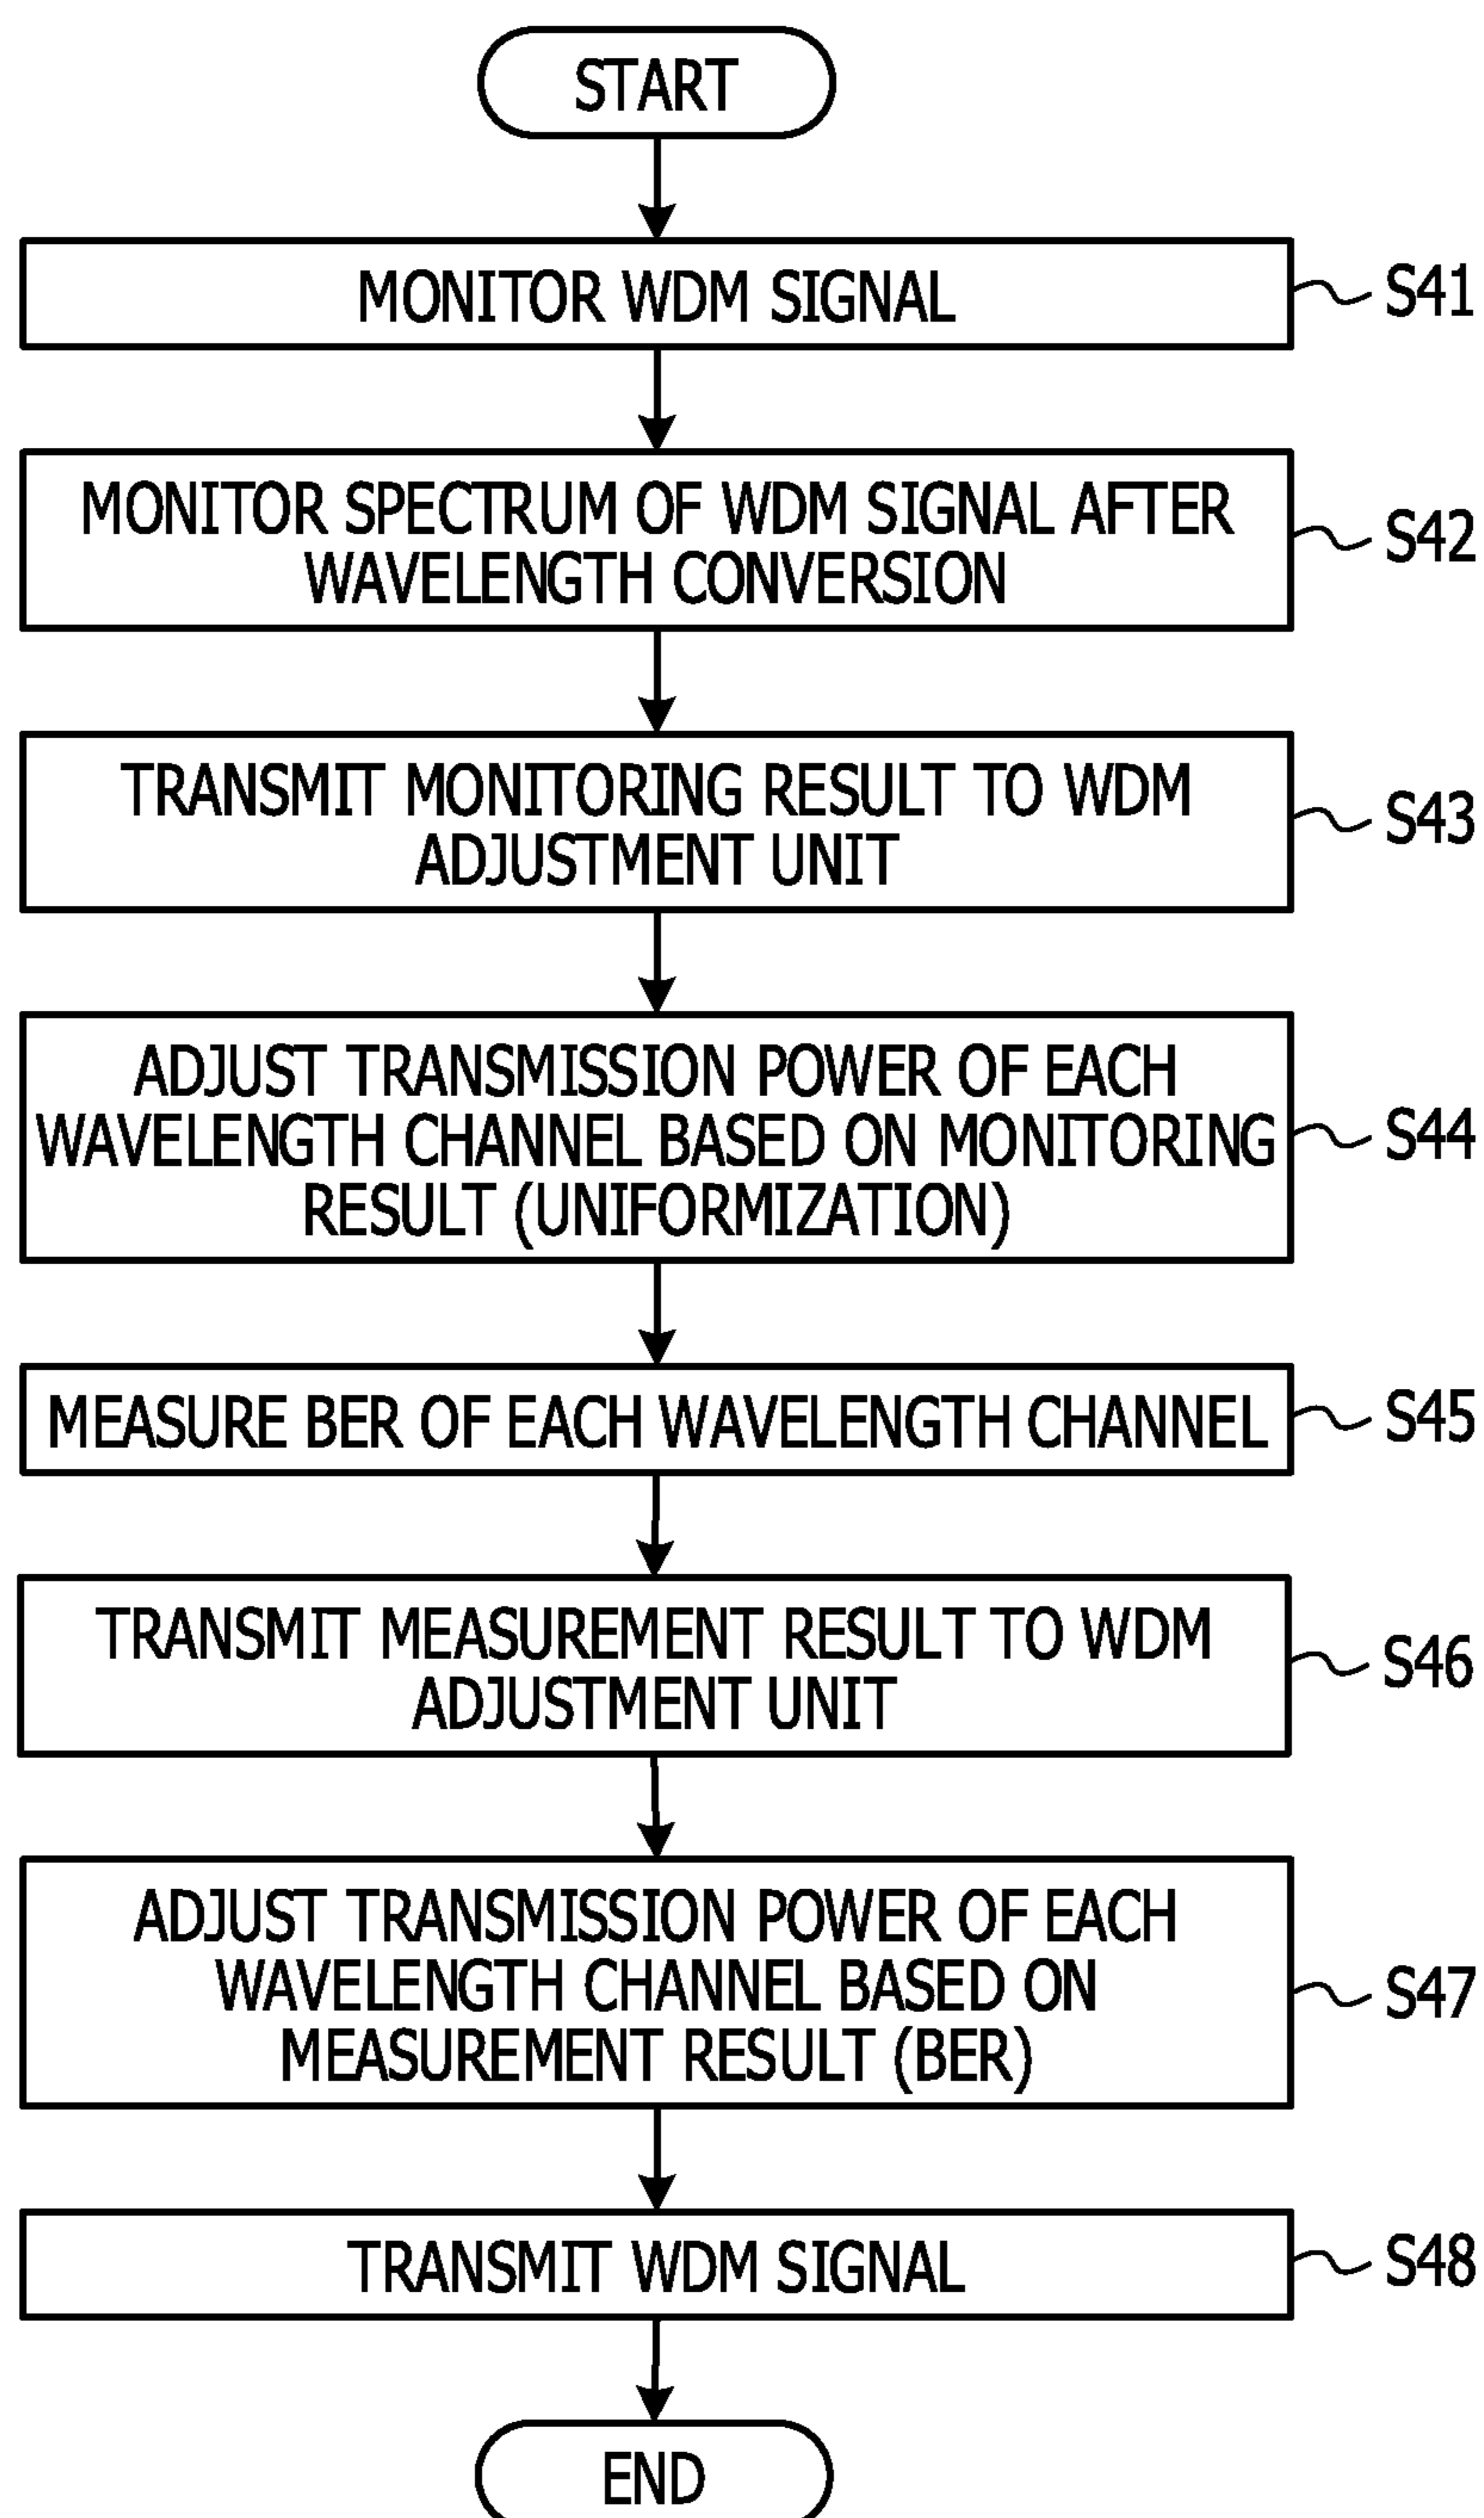 START
MONITOR WDM SIGNAL
S41
MONITOR SPECTRUM OF WDM SIGNAL AFTER
WAVELENGTH CONVERSION
S42
TRANSMIT MONITORING RESULT TO WDM
ADJUSTMENT UNIT
S43
ADJUST TRANSMISSION POWER OF EACH
WAVELENGTH CHANNEL BASED ON MONITORING
RESULT (UNIFORMIZATION)
S44
MEASURE BER OF EACH WAVELENGTH CHANNEL
S45
TRANSMIT MEASUREMENT RESULT TO WDM
ADJUSTMENT UNIT
S46
ADJUST TRANSMISSION POWER OF EACH
WAVELENGTH CHANNEL BASED ON
MEASUREMENT RESULT (BER)
S47
TRANSMIT WDM SIGNAL
S48
END